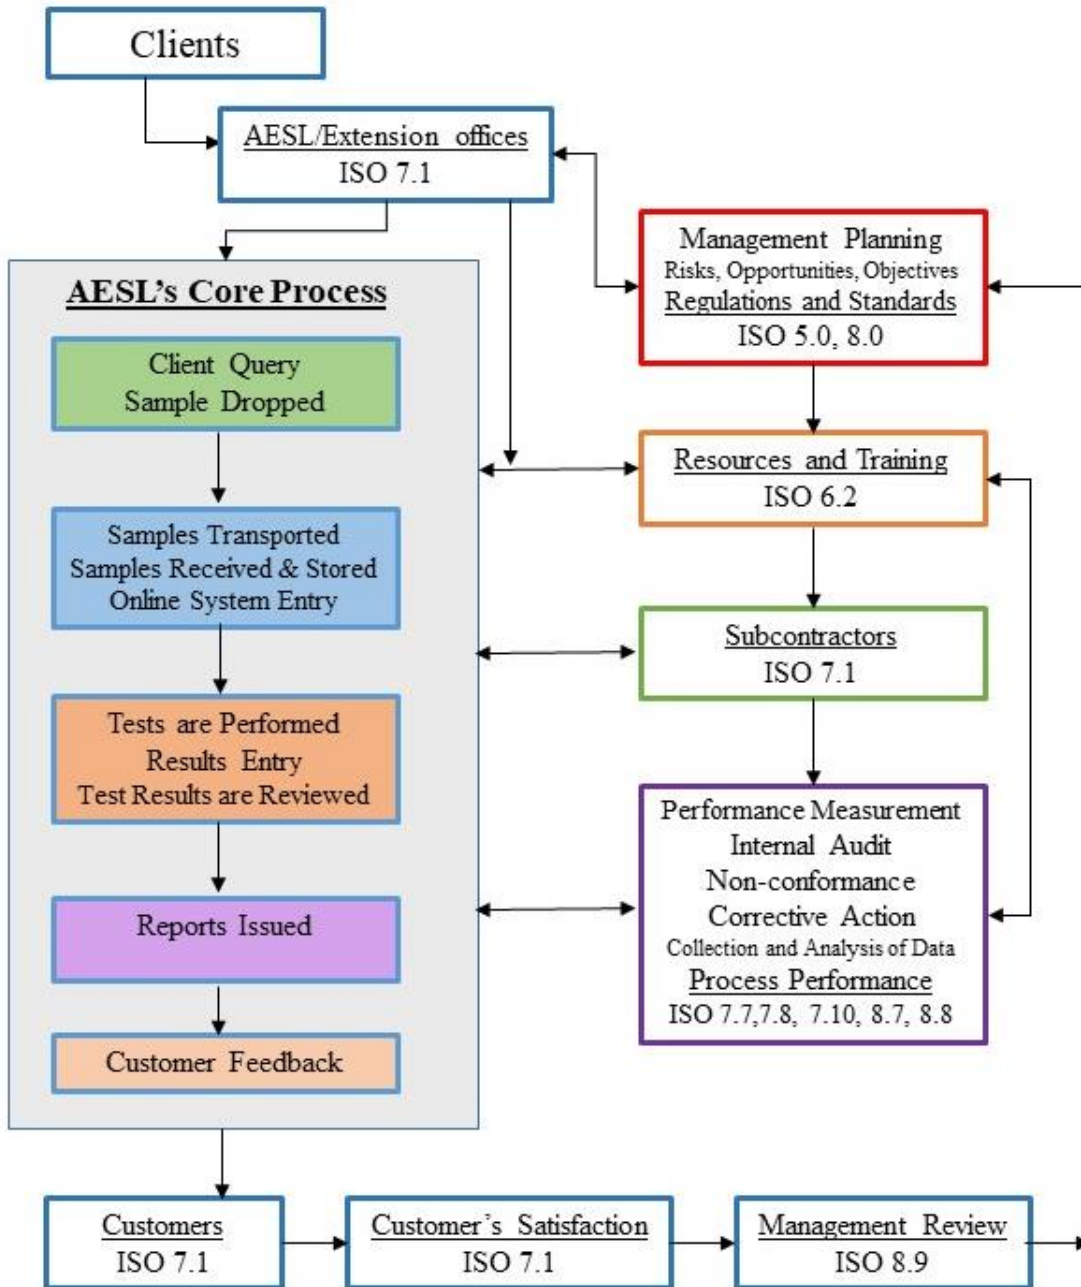 Clients
AESL/Extension offices
ISO 7.1
Management Planning
Risks, Opportunities, Objectives
Regulations and Standards
ISO 5.0, 8.0
AESL’s Core Process
Client Query
Sample Dropped
Samples Transported
Samples Received & Stored
Online System Entry
Tests are Performed
Results Entry
Test Results are Reviewed
Reports Issued
Customer Feedback
Resources and Training
ISO 6.2
Subcontractors
ISO 7.1
Performance Measurement
Internal Audit
Non-conformance
Corrective Action
Collection and Analysis of Data
Process Performance
ISO 7.7,7.8, 7.10, 8.7, 8.8
Customers
ISO 7.1
Customer’s Satisfaction
ISO 7.1
Management Review
ISO 8.9